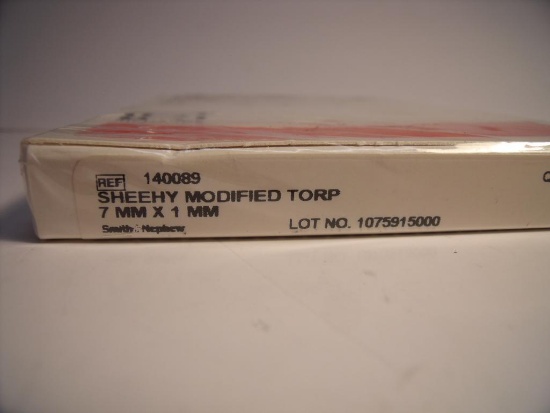 REF 140089
SHEEHY MODIFIED TORP
7 MM X 1 MM
Smith+Nephew LOT NO. 1075915000